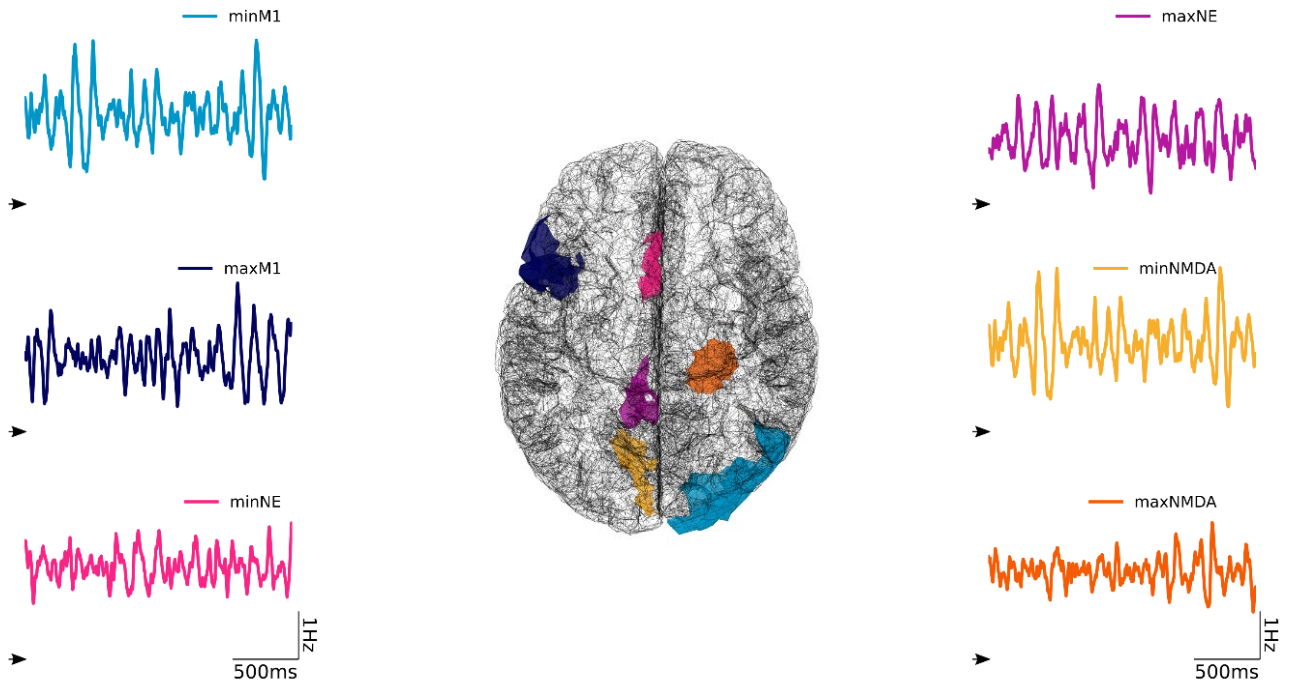 minM1
maxNE
maxM1
minNMDA
minNE
maxNMDA
1Hz
500ms
1Hz
500ms